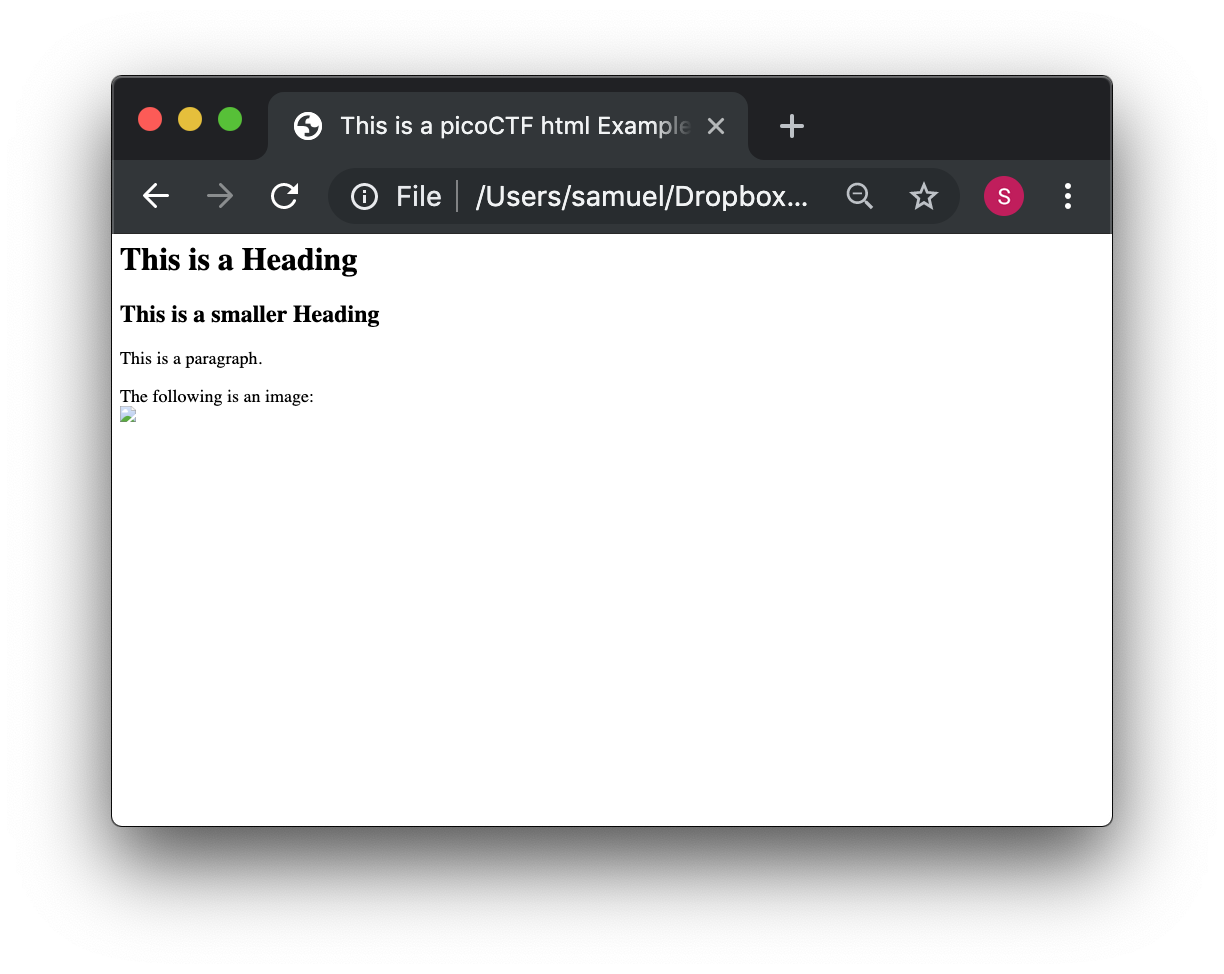 This is a picoCTF html Example
File /Users/samuel/Dropbox...
S
This is a Heading
This is a smaller Heading
This is a paragraph.
The following is an image: